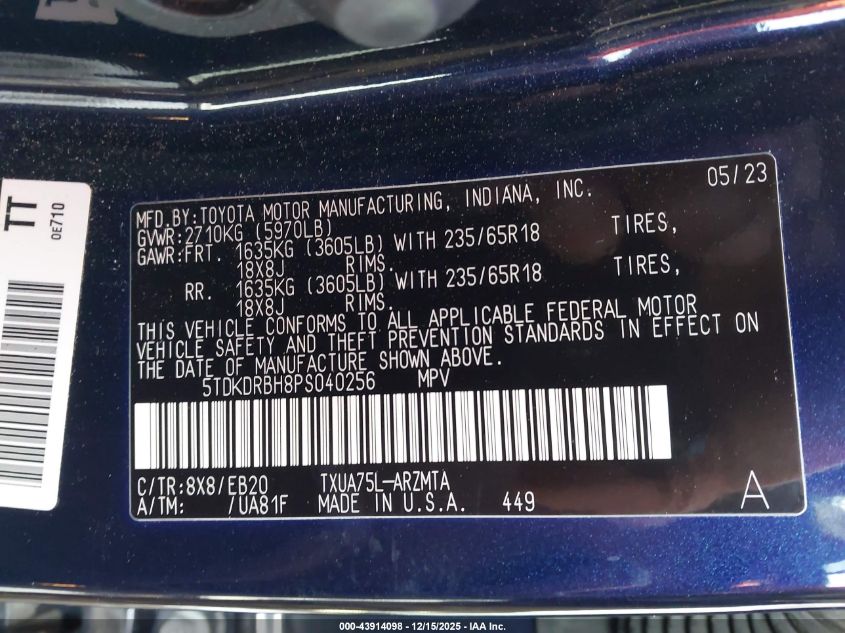 TT
0E710
MFD.BY:TOYOTA MOTOR MANUFACTURING, INDIANA, INC. 05/23
GVWR:2710KG (5970LB)
GAWR:FRT. 1635KG (3605LB) WITH 235/65R18 TIRES,
18X8J RIMS.
RR. 1635KG (3605LB) WITH 235/65R18 TIRES,
18X8J RIMS.
THIS VEHICLE CONFORMS TO ALL APPLICABLE FEDERAL MOTOR
VEHICLE SAFETY AND THEFT PREVENTION STANDARDS IN EFFECT ON
THE DATE OF MANUFACTURE SHOWN ABOVE.
5TDKDRBH8PS040256 MPV
C/TR:8X8/EB20 TXUA75L-ARZMTA
A/TM: /UA81F MADE IN U.S.A. 449 A
000-43914098 - 12/15/2025 - IAA Inc.